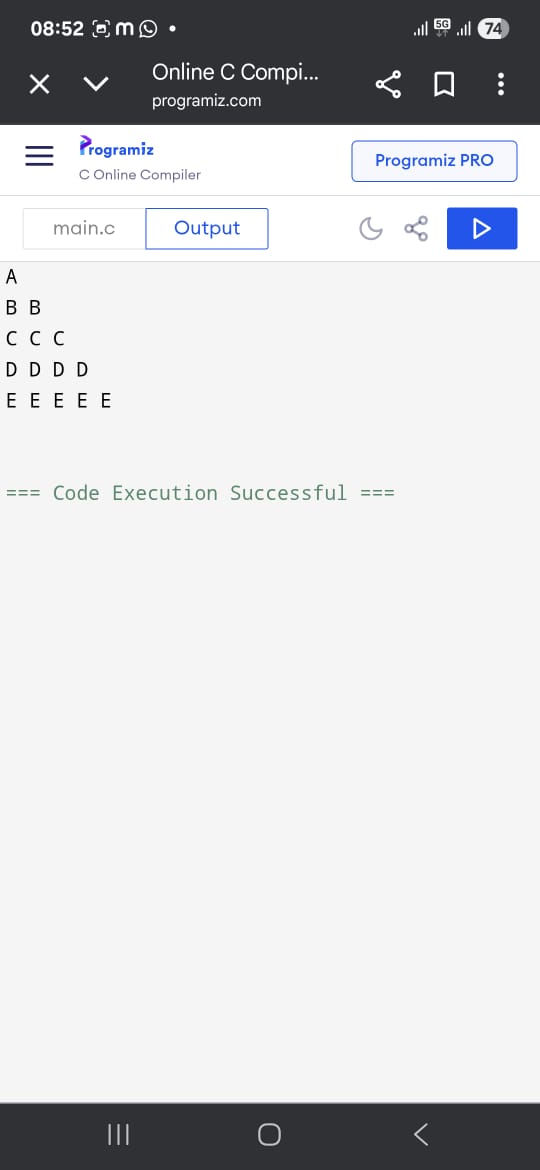 08:52
5G
74
Online C Compi...
programiz.com
Programiz
C Online Compiler
Programiz PRO
main.c
Output
A
B B
C C C
D D D D
E E E E E
=== Code Execution Successful ===